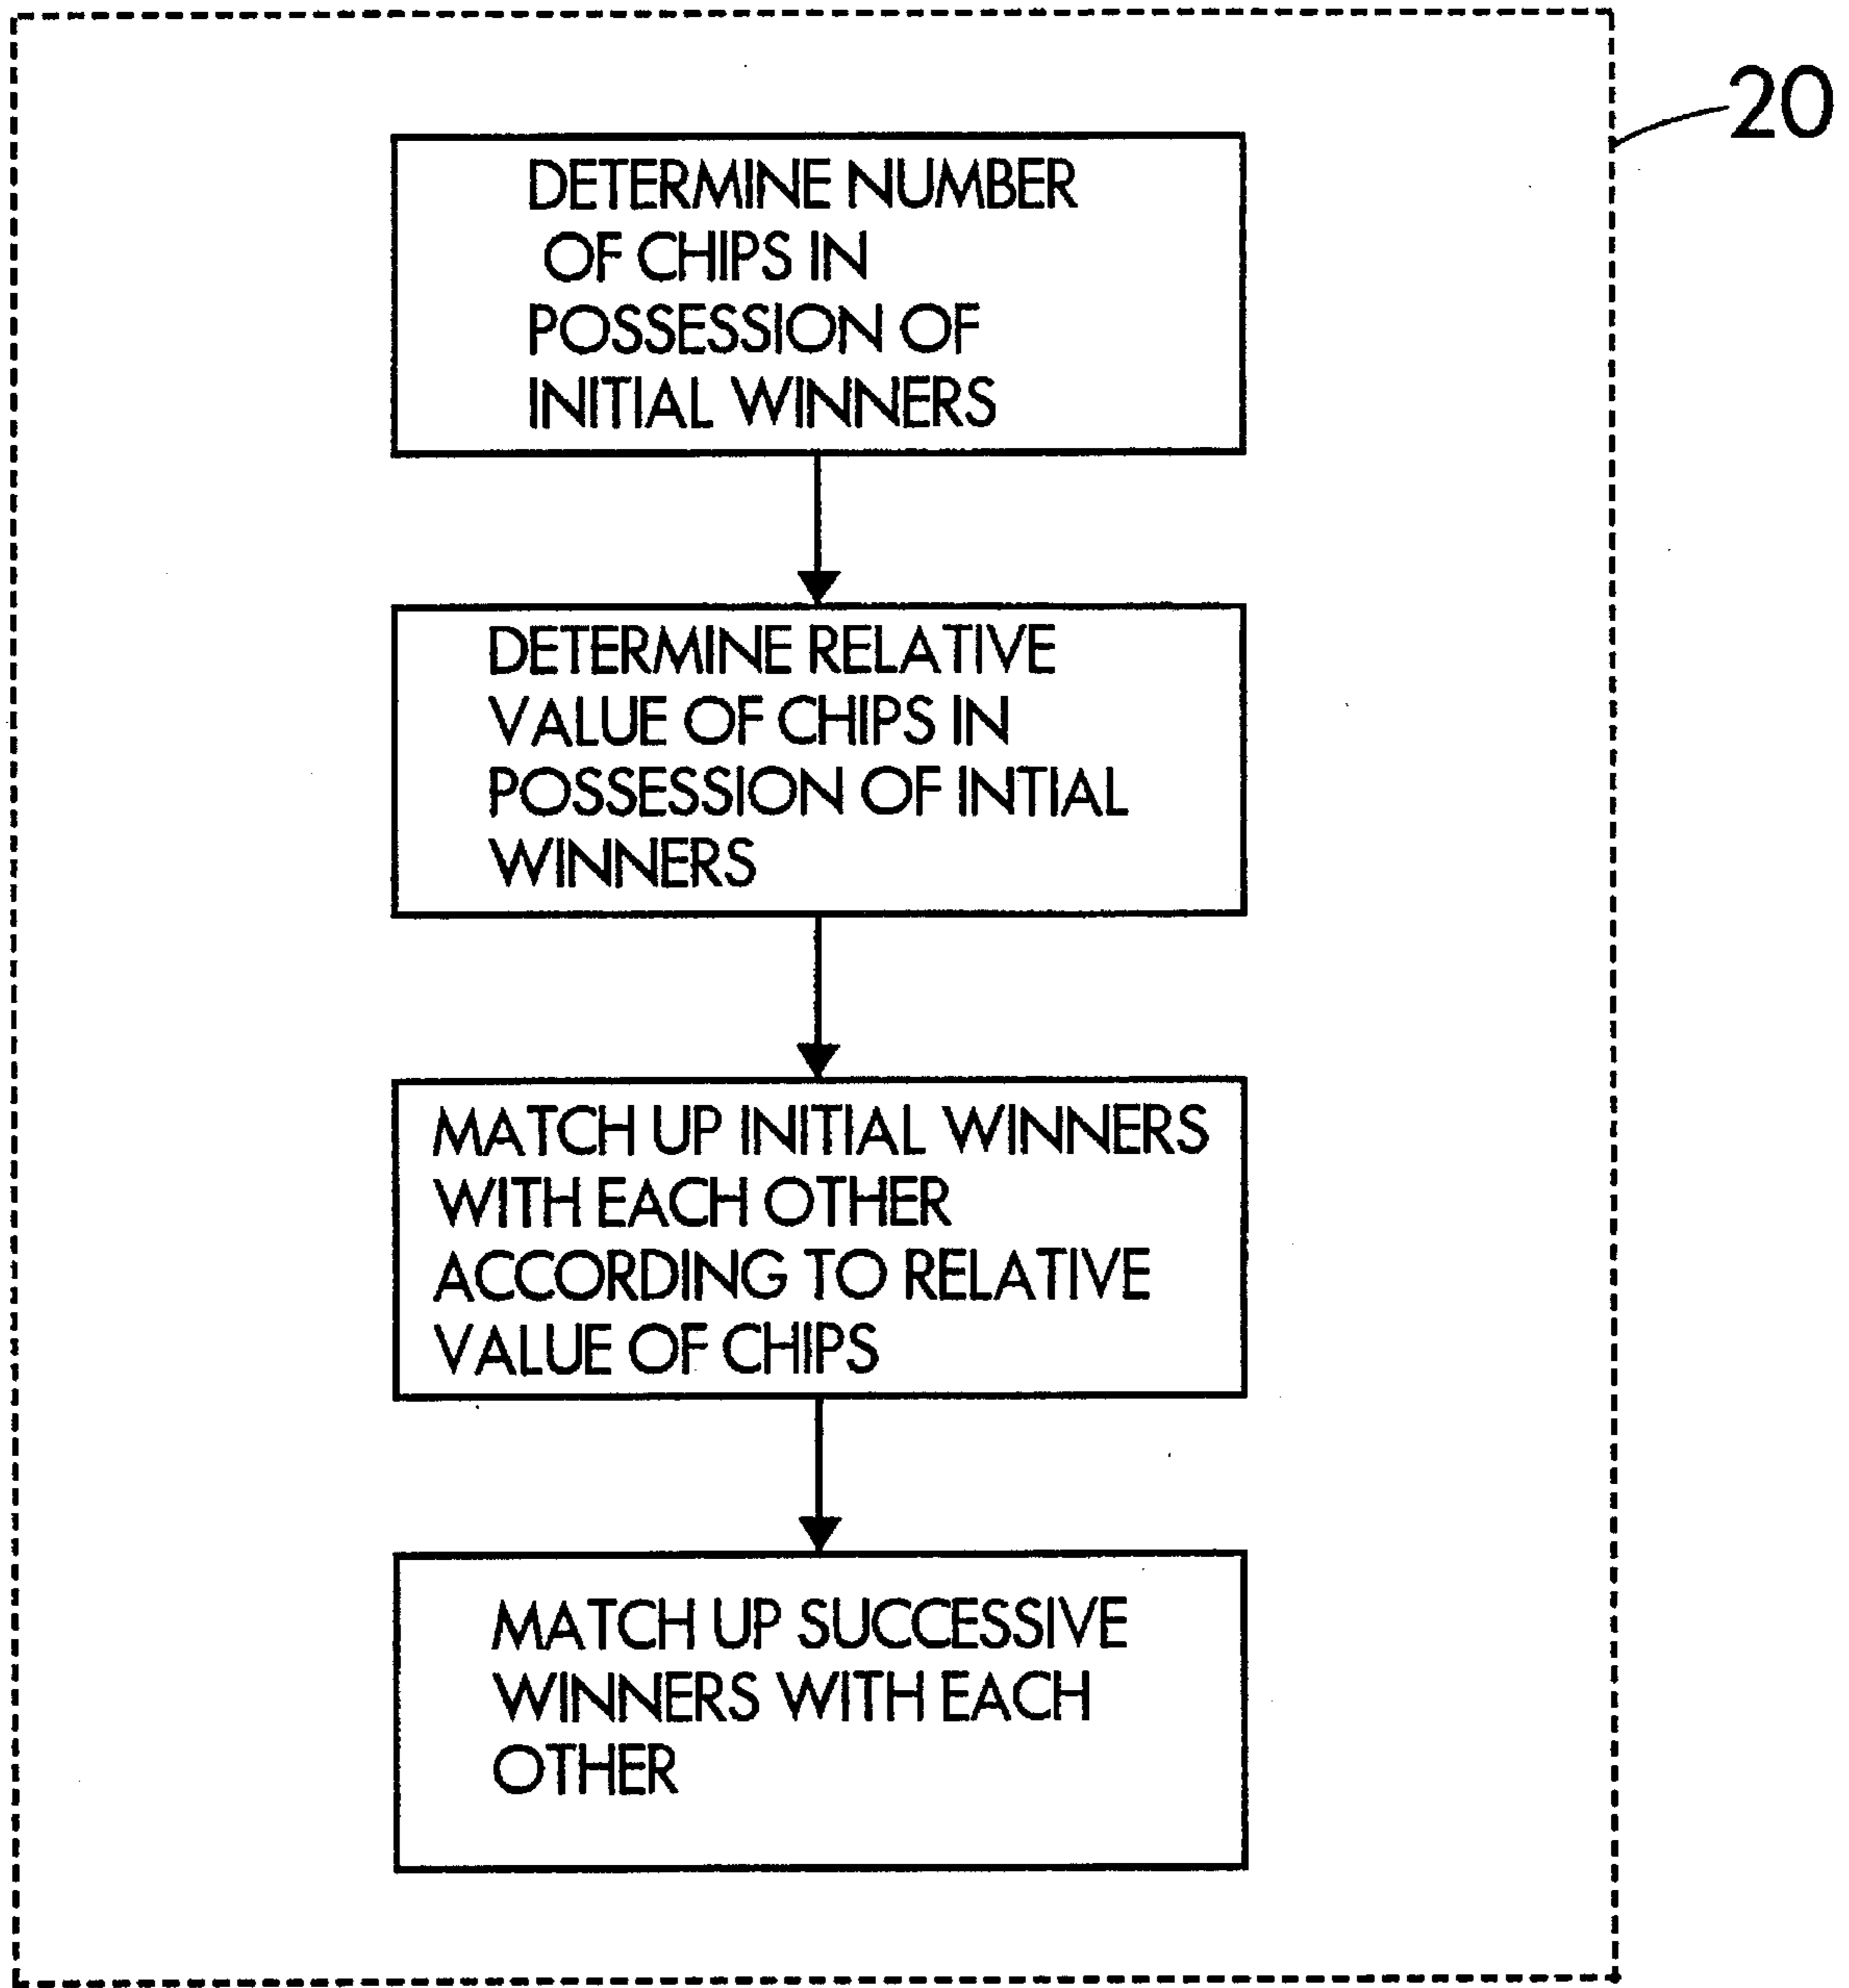 20
DETERMINE NUMBER
OF CHIPS IN
POSSESSION OF
INITIAL WINNERS
DETERMINE RELATIVE
VALUE OF CHIPS IN
POSSESSION OF INTIAL
WINNERS
MATCH UP INITIAL WINNERS
WITH EACH OTHER
ACCORDING TO RELATIVE
VALUE OF CHIPS
MATCH UP SUCCESSIVE
WINNERS WITH EACH
OTHER